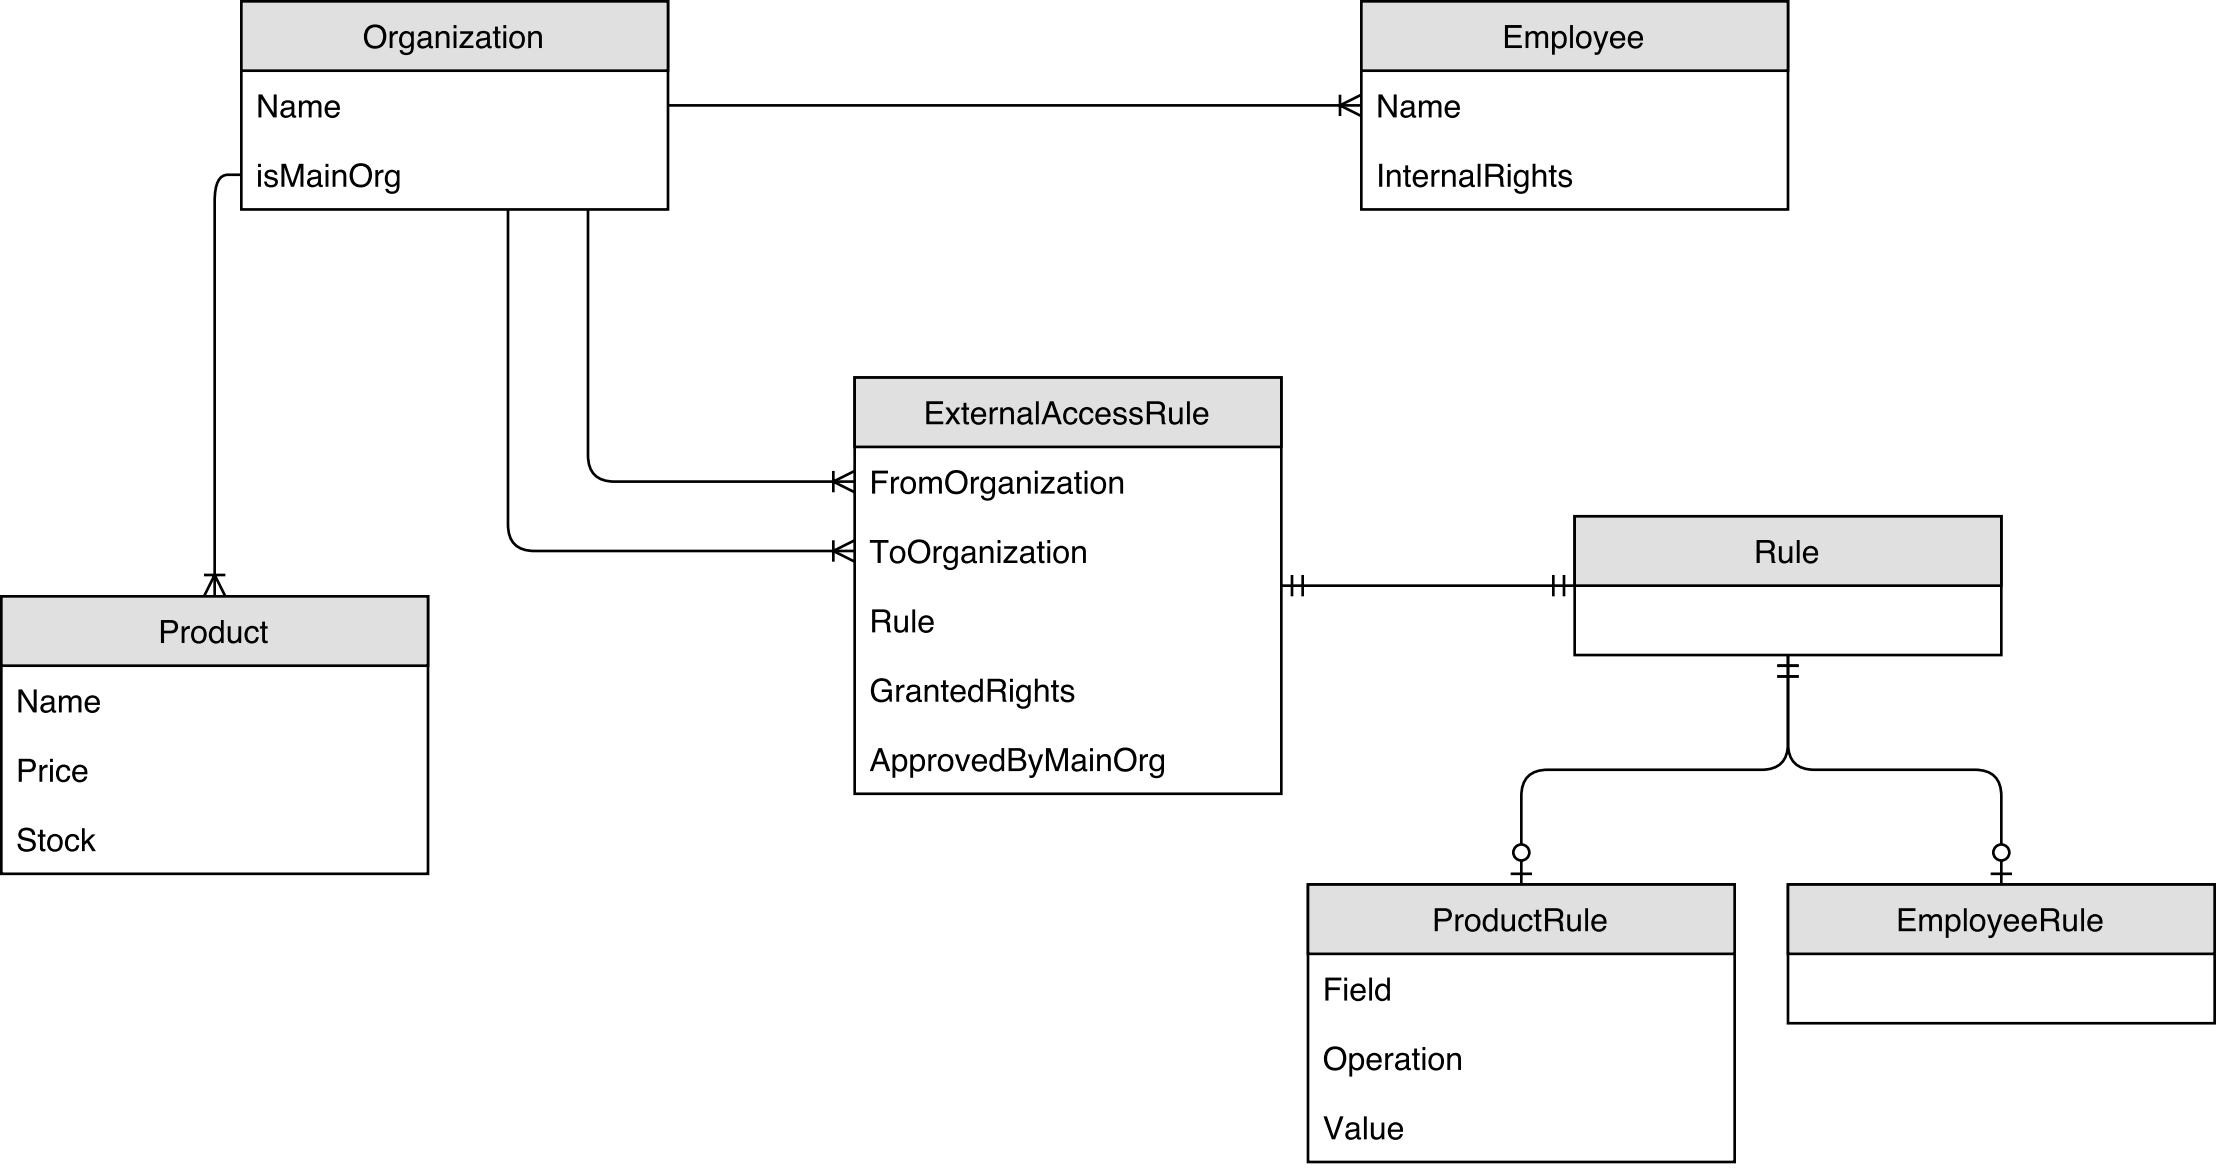 Organization
Name
isMainOrg
Employee
Name
InternalRights
ExternalAccessRule
FromOrganization
ToOrganization
Rule
GrantedRights
ApprovedByMainOrg
Rule
Product
Name
Price
Stock
ProductRule
Field
Operation
Value
EmployeeRule